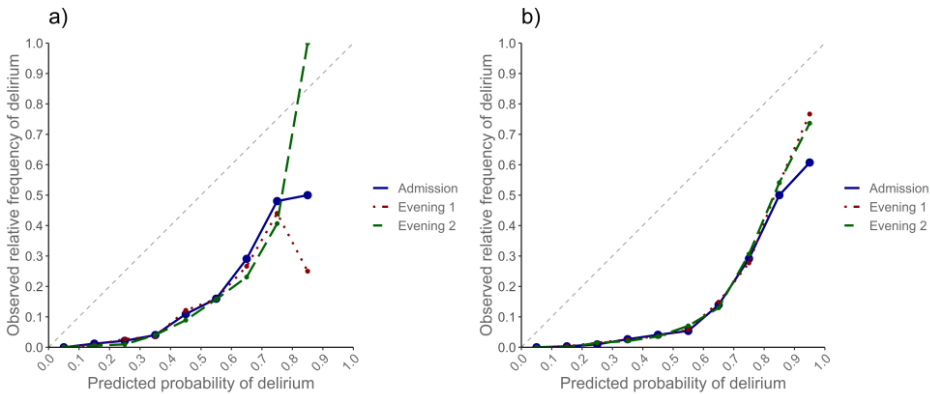 a)
Observed relative frequency of delirium
1.0
0.9
0.8
0.7
0.6
0.5
0.4
0.3
0.2
0.1
0.0
0.0 0.1 0.2 0.3 0.4 0.5 0.6 0.7 0.8 0.9 1.0
Predicted probability of delirium
Admission
Evening 1
Evening 2
b)
Observed relative frequency of delirium
1.0
0.9
0.8
0.7
0.6
0.5
0.4
0.3
0.2
0.1
0.0
0.0 0.1 0.2 0.3 0.4 0.5 0.6 0.7 0.8 0.9 1.0
Predicted probability of delirium
Admission
Evening 1
Evening 2